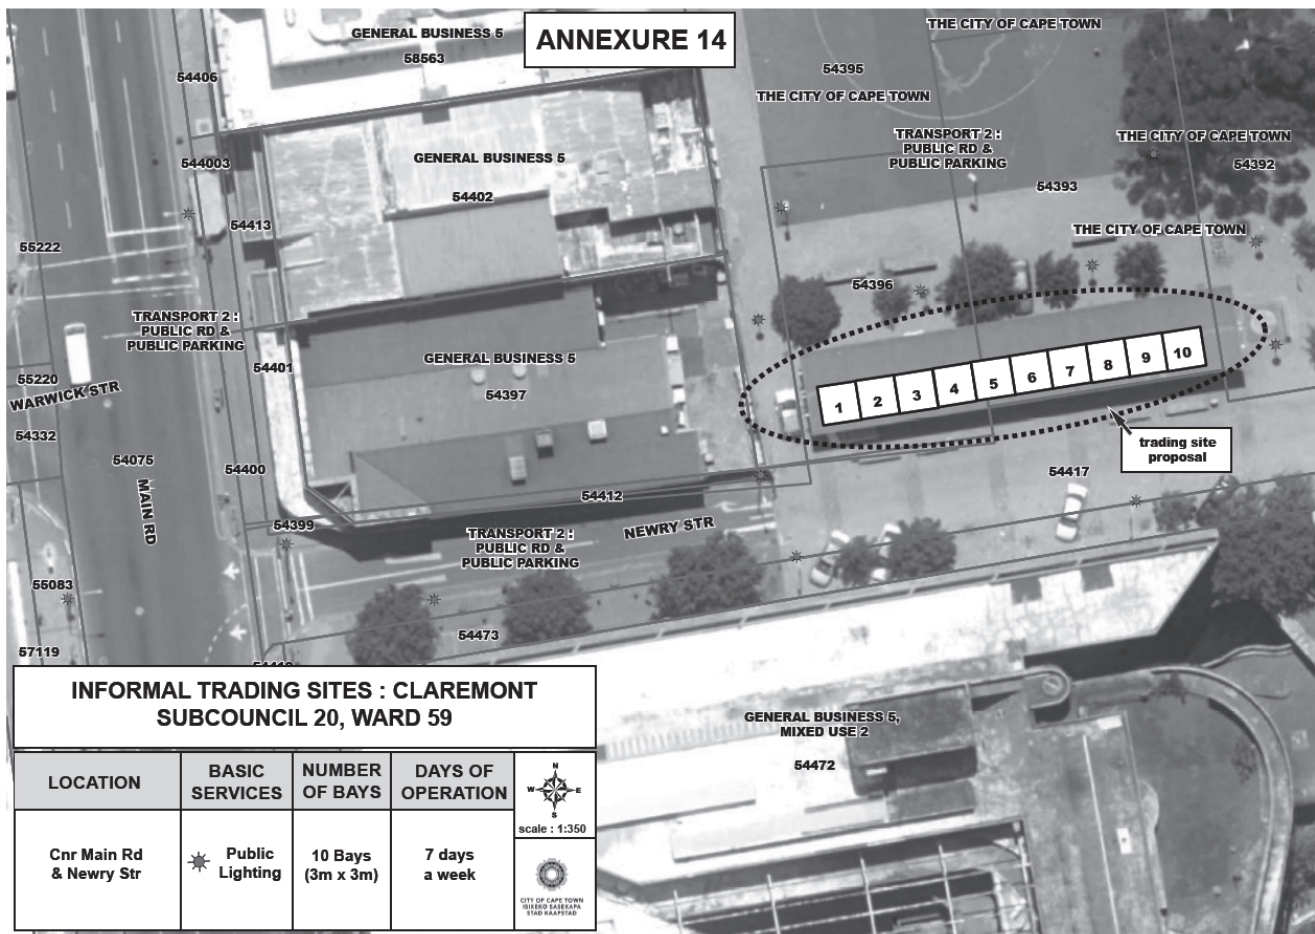 ANNEXURE 14
GENERAL BUSINESS 5
58563
THE CITY OF CAPE TOWN
54406
54395
THE CITY OF CAPE TOWN
TRANSPORT 2 :
PUBLIC RD &
PUBLIC PARKING
THE CITY OF CAPE TOWN
54392
544003
GENERAL BUSINESS 5
54402
54393
54413
THE CITY OF CAPE TOWN
55222
54396
TRANSPORT 2 :
PUBLIC RD &
PUBLIC PARKING
54401
GENERAL BUSINESS 5
54397
55220
WARWICK STR
54332
1
2
3
4
5
6
7
8
9
10
trading site
proposal
54075
MAIN RD
54400
54417
54412
54399
TRANSPORT 2 :
PUBLIC RD &
PUBLIC PARKING
NEWRY STR
55083
57119
54473
GENERAL BUSINESS 5,
MIXED USE 2
54472
INFORMAL TRADING SITES : CLAREMONT
SUBCOUNCIL 20, WARD 59
LOCATION
BASIC
SERVICES
NUMBER
OF BAYS
DAYS OF
OPERATION
Cnr Main Rd
& Newry Str
Public
Lighting
10 Bays
(3m x 3m)
7 days
a week
N
W E
S
scale : 1:350
CITY OF CAPE TOWN
ISIXEKO SASEKAPA
STAD KAAPSTAD